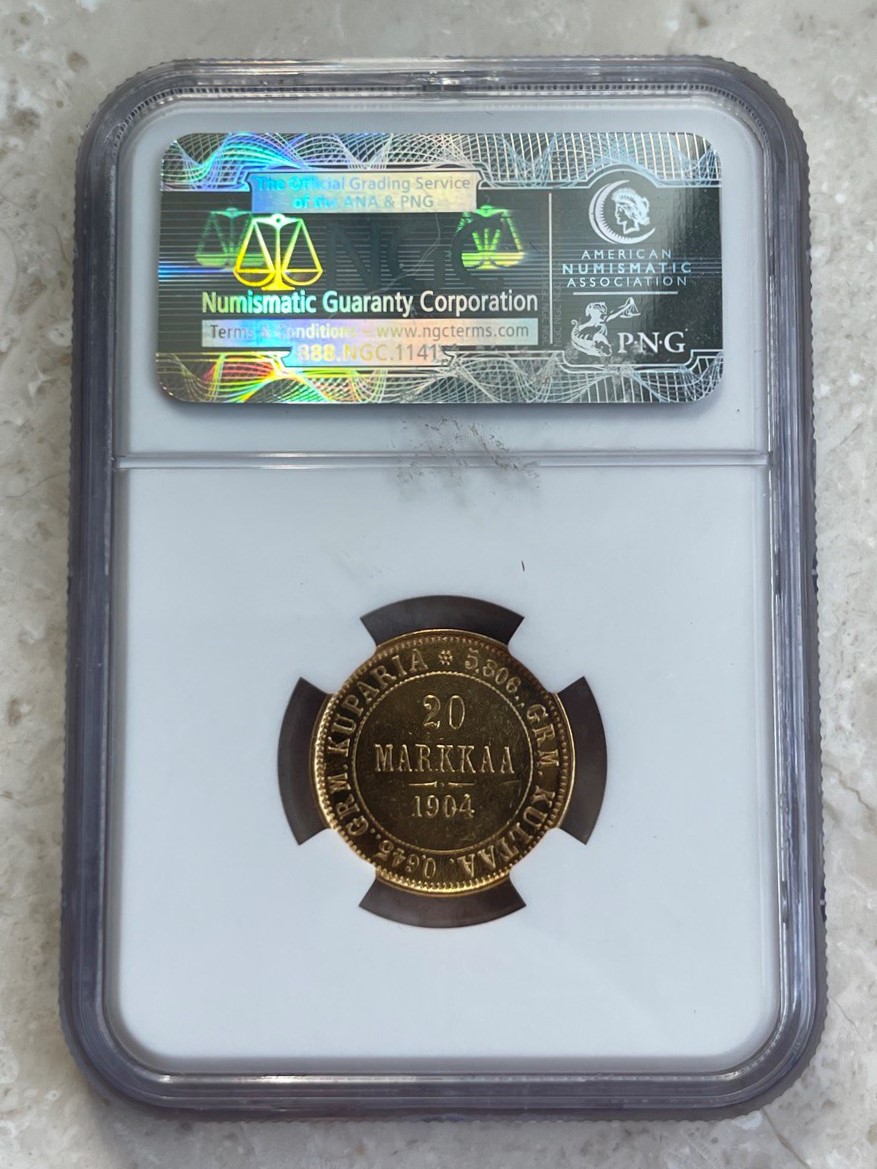 The Official Grading Service
of the ANA & PNG
NGC
Numismatic Guaranty Corporation
Terms & Conditions - www.ngcterms.com
888.NGC.1141
AMERICAN
NUMISMATIC
ASSOCIATION
P·N·G
5,806. GRM. KULTAA. 0,645. GRM. KUPARIA
20
MARKKAA
1904